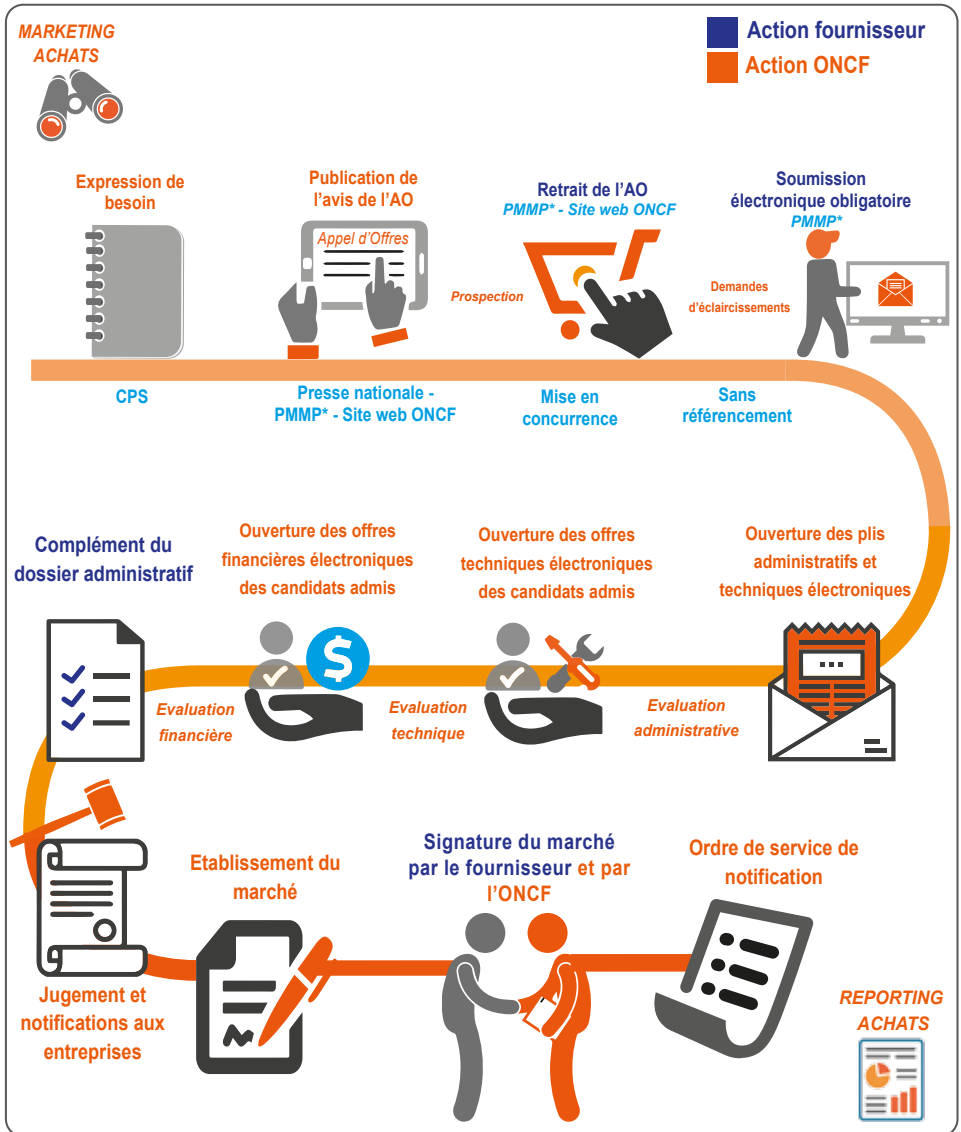 MARKETING
ACHATS
Action fournisseur
Action ONCF
Expression de
besoin
Publication de
l'avis de l'AO
Appel d'Offres
Retrait de l'AO
PMMP* - Site web ONCF
Soumission
électronique obligatoire
PMMP*
Prospection
Demandes
d'éclaircissements
CPS
Presse nationale -
PMMP* - Site web ONCF
Mise en
concurrence
Sans
référencement
Complément du
dossier administratif
Ouverture des offres
financières électroniques
des candidats admis
Ouverture des offres
techniques électroniques
des candidats admis
Ouverture des plis
administratifs et
techniques électroniques
$
Evaluation
financière
Evaluation
technique
Evaluation
administrative
Jugement et
notifications aux
entreprises
Etablissement du
marché
Signature du marché
par le fournisseur et par
l'ONCF
Ordre de service de
notification
REPORTING
ACHATS